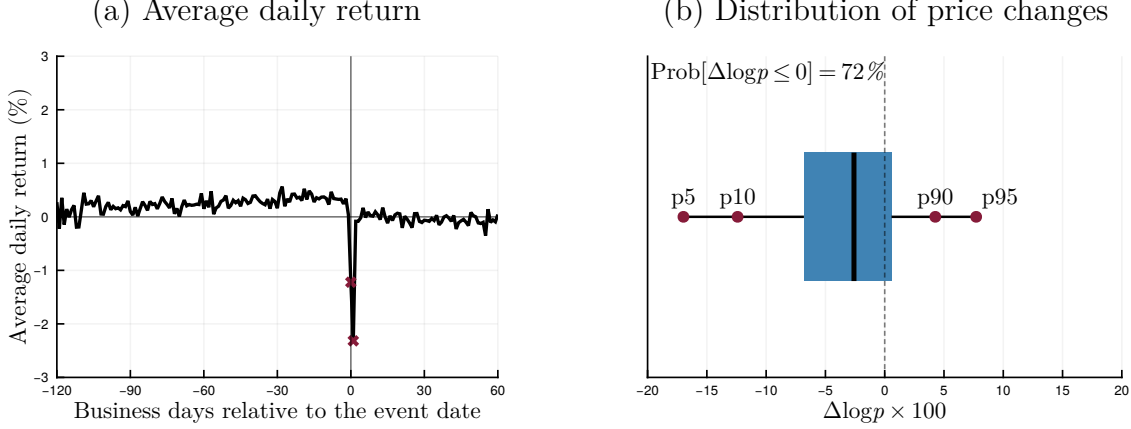 (a) Average daily return
Average daily return (%)
3
2
1
0
−1
−2
−3
−120 −90 −60 −30 0 30 60
Business days relative to the event date
(b) Distribution of price changes
Prob[Δlogp ≤ 0] = 72%
p5 p10 p90 p95
−20 −15 −10 −5 0 5 10 15 20
Δlogp × 100